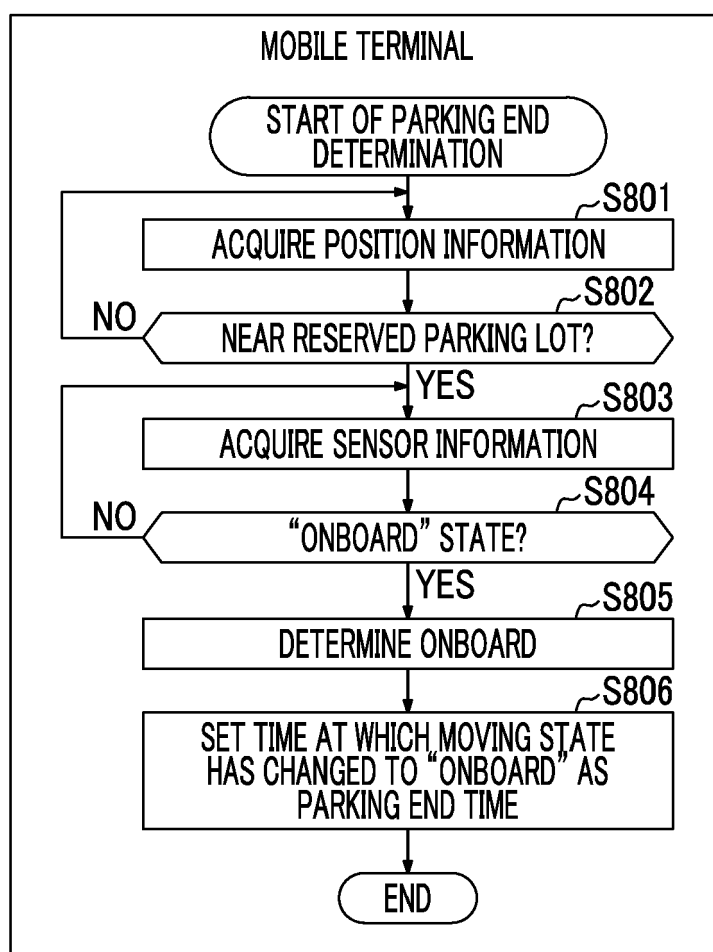 MOBILE TERMINAL
START OF PARKING END
DETERMINATION
S801
ACQUIRE POSITION INFORMATION
S802
NO
NEAR RESERVED PARKING LOT?
YES
S803
ACQUIRE SENSOR INFORMATION
S804
NO
“ONBOARD” STATE?
YES
S805
DETERMINE ONBOARD
S806
SET TIME AT WHICH MOVING STATE
HAS CHANGED TO “ONBOARD” AS
PARKING END TIME
END